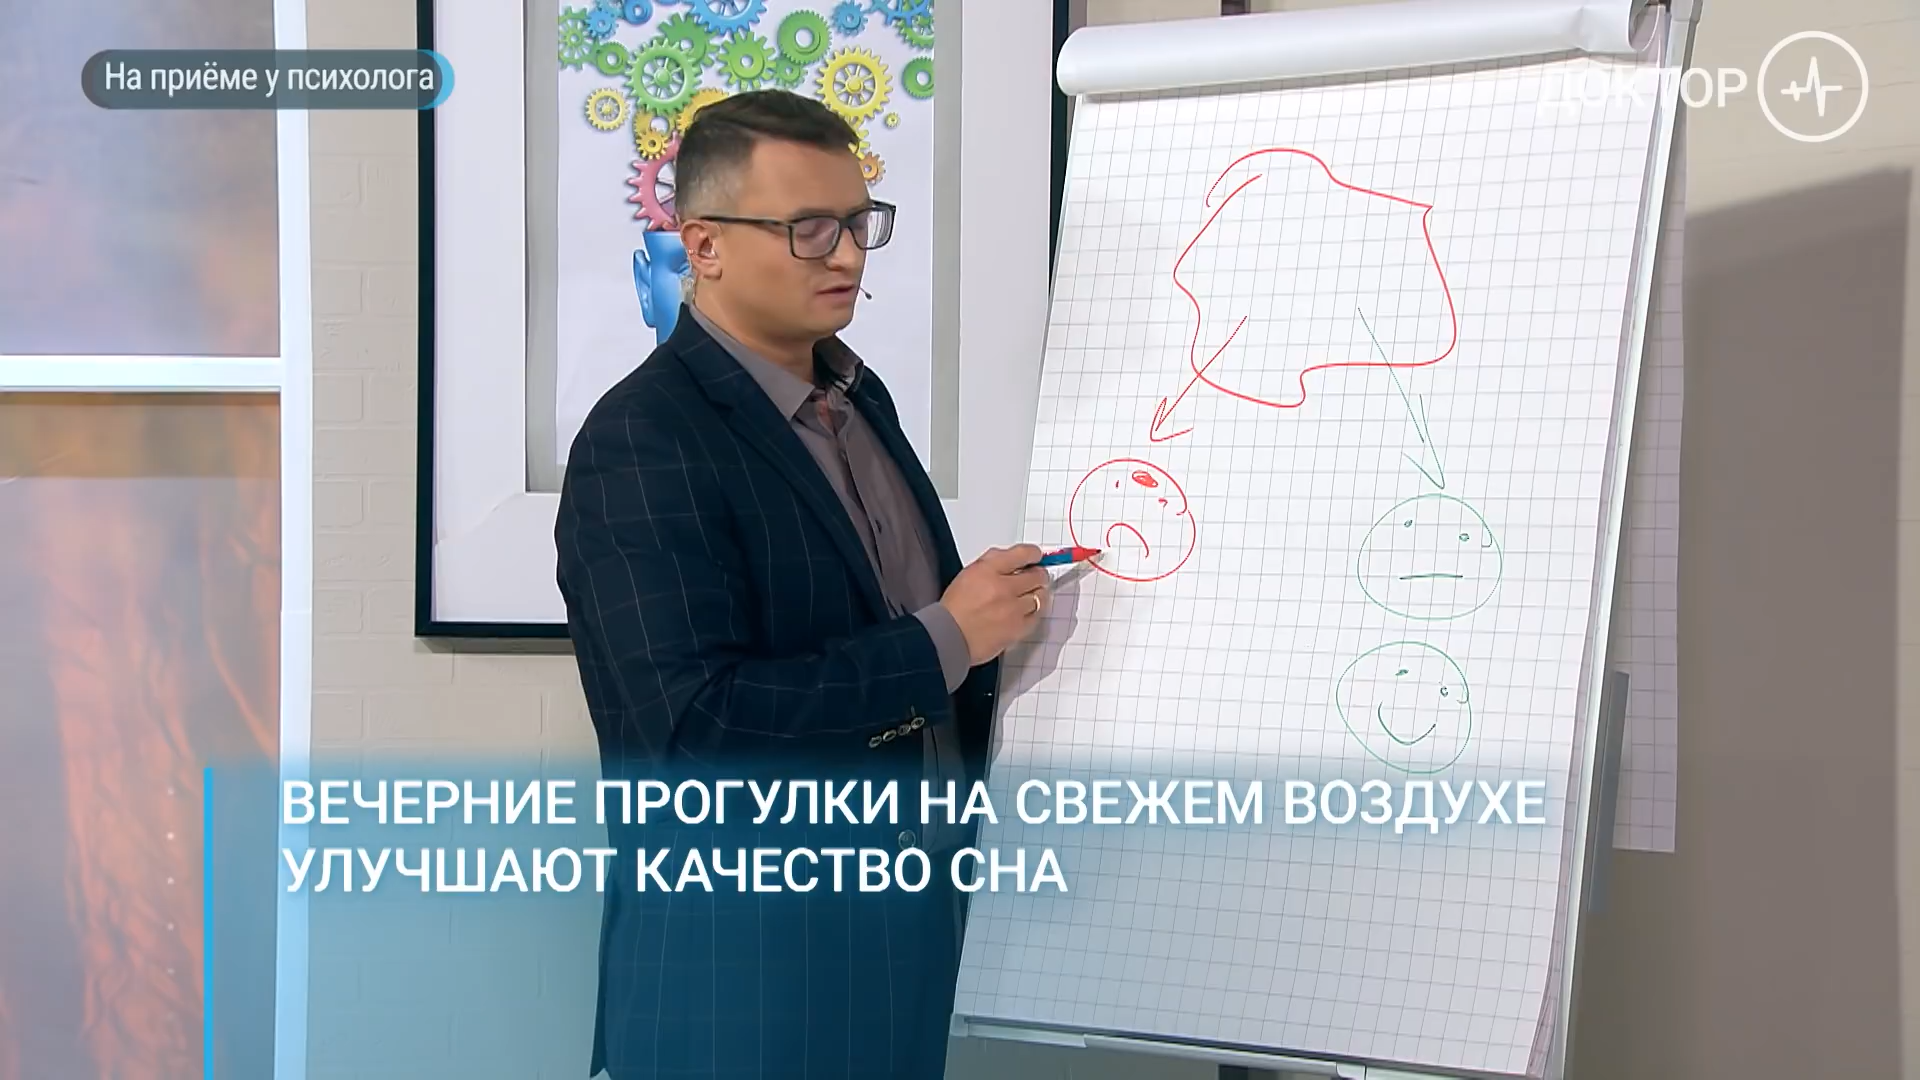 На приёме у психолога
ДОКТОР
ВЕЧЕРНИЕ ПРОГУЛКИ НА СВЕЖЕМ ВОЗДУХЕ
УЛУЧШАЮТ КАЧЕСТВО СНА